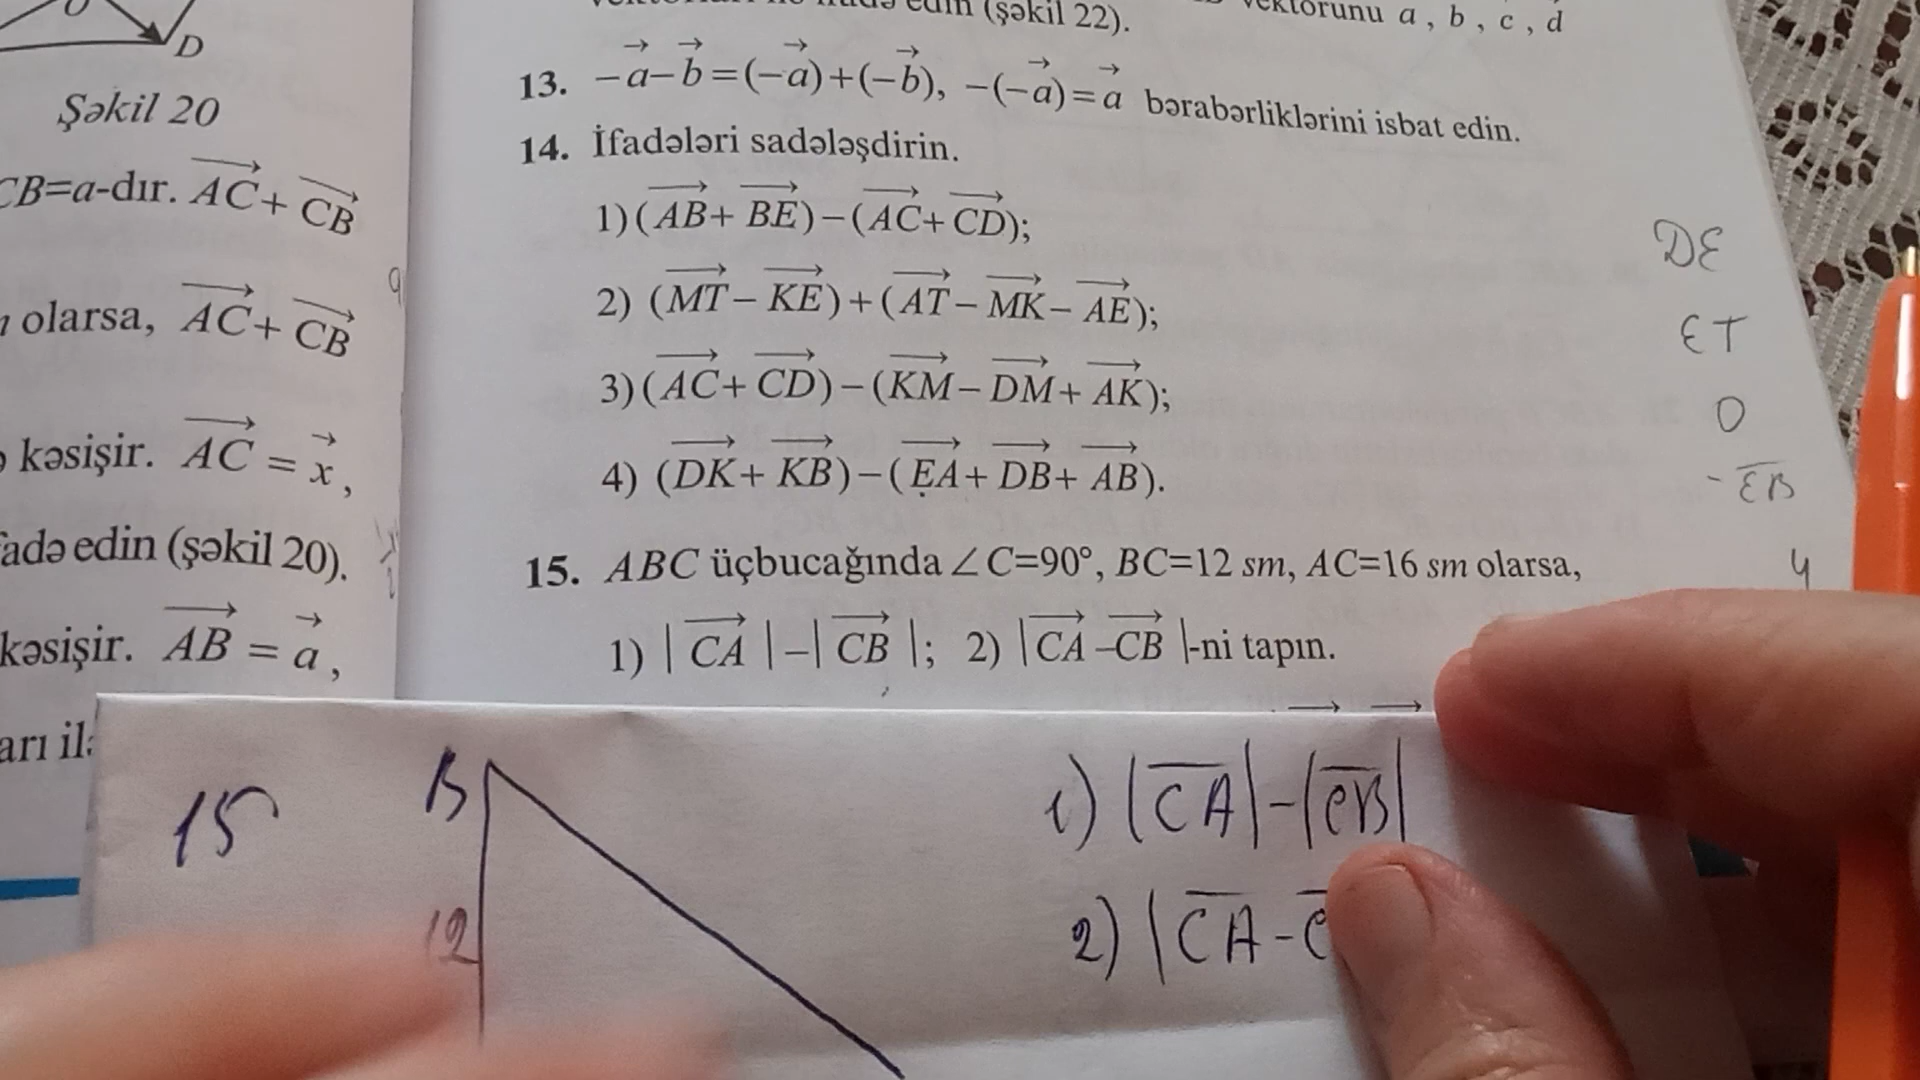 D
Şəkil 20
CB=a-dır. AC+ CB
olarsa, AC+ CB
kəsişir. AC = x,
edin (şəkil 20).
kəsişir. AB = a,
edin (şəkil 22). vektorunu a, b, c, d
13. −a−b=(−a)+(−b), −(−a)=a bərabərliklərini isbat edin.
14. İfadələri sadələşdirin.
1) (AB+ BE)−(AC+CD);
2) (MT− KE)+(AT− MK− AE);
3) (AC+ CD)−(KM− DM+ AK);
4) (DK+ KB)−(EA+ DB+ AB).
DE
ET
O
- EB
15. ABC üçbucağında ∠C=90°, BC=12 sm, AC=16 sm olarsa,
4
1) | CA |−| CB |; 2) |CA−CB |-ni tapın.
15
B
12
1) |CA|-|CB|
2) |CA-C